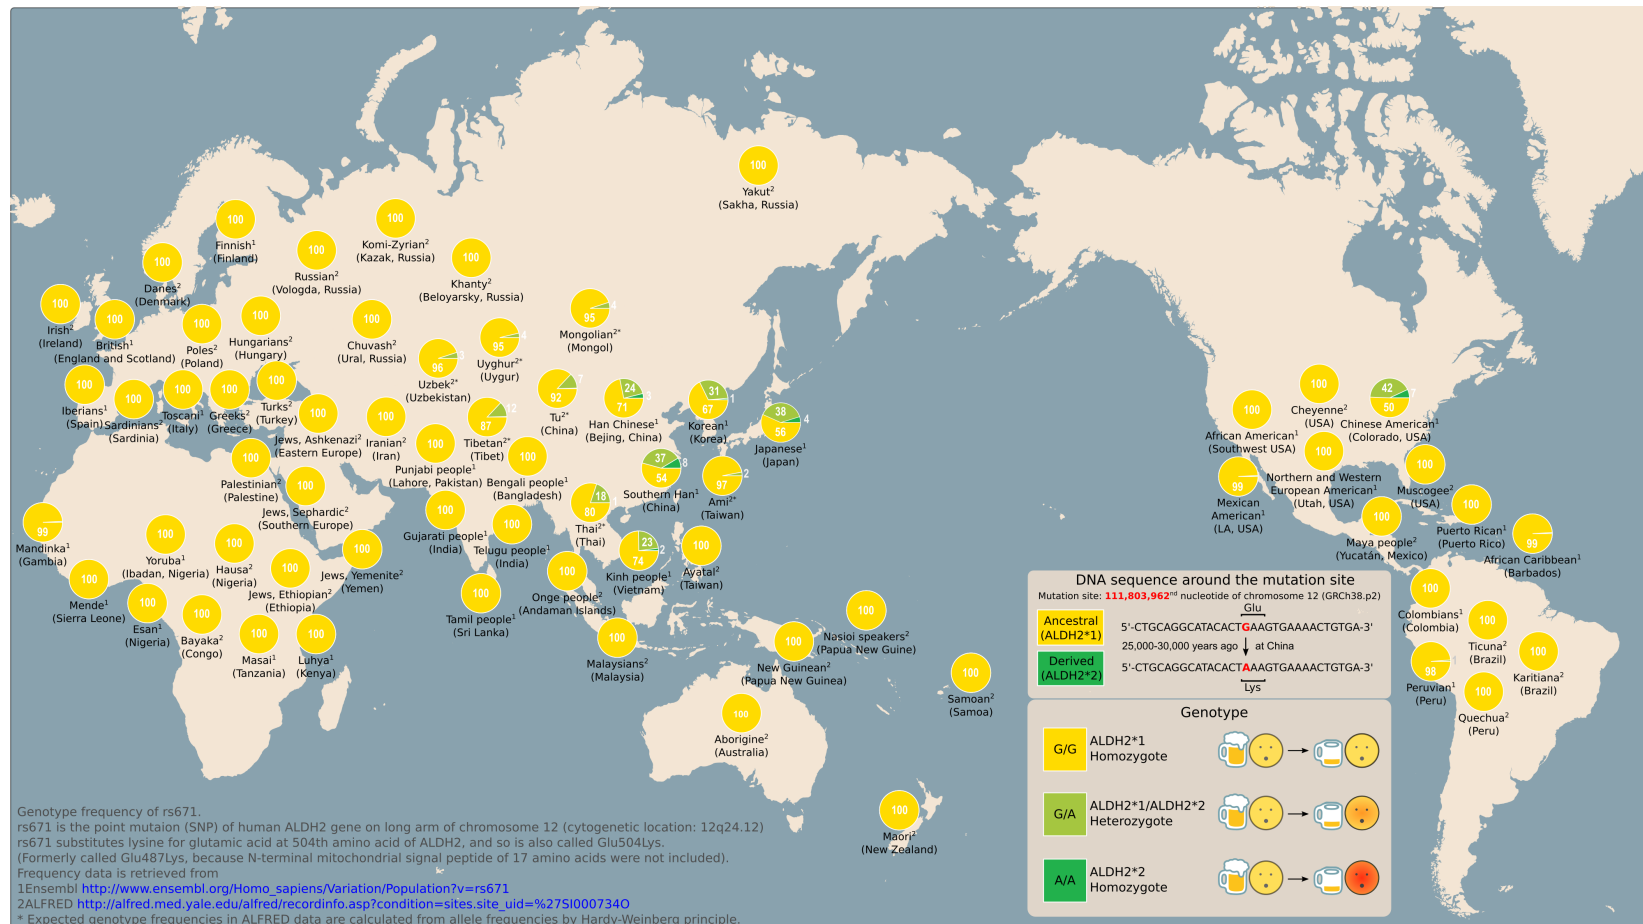 100
Yakut2
(Sakha, Russia)
100
Finnish1
(Finland)
100
Komi-Zyrian2
(Kazak, Russia)
100
Russian2
(Vologda, Russia)
100
Khanty2
(Beloyarsky, Russia)
100
Danes2
(Denmark)
100
Irish2
(Ireland)
100
British1
(England and Scotland)
100
Poles2
(Poland)
100
Hungarians2
(Hungary)
100
Chuvash2
(Ural, Russia)
3
96
Uzbek2*
(Uzbekistan)
4
95
Uyghur2*
(Uygur)
95
Mongolian2*
(Mongol)
100
Iberians1
(Spain)
100
Sardinians2
(Sardinia)
100
Toscani1
(Italy)
100
Greeks2
(Greece)
100
Turks2
(Turkey)
100
Jews, Ashkenazi2
(Eastern Europe)
100
Iranian2
(Iran)
12
87
Tibetan2*
(Tibet)
7
92
Tu2*
(China)
24
3
71
Han Chinese1
(Bejing, China)
31
1
67
Korean1
(Korea)
38
4
Japanese1
(Japan)
100
Punjabi people1
(Lahore, Pakistan)
100
Bengali people1
(Bangladesh)
37
8
54
Southern Han1
(China)
2
97
Ami2*
(Taiwan)
100
Palestinian2
(Palestine)
100
Jews, Sephardic2
(Southern Europe)
18
80
Thai2*
(Thai)
100
Gujarati people1
(India)
100
Telugu people1
(India)
99
Mandinka1
(Gambia)
100
Yoruba1
(Ibadan, Nigeria)
100
Hausa2
(Nigeria)
100
Jews, Ethiopian2
(Ethiopia)
100
Jews, Yemenite2
(Yemen)
23
2
74
Kinh people1
(Vietnam)
100
Ayatal2
(Taiwan)
100
Mende1
(Sierra Leone)
100
Esan1
(Nigeria)
100
Bayaka2
(Congo)
100
Masai1
(Tanzania)
100
Luhya1
(Kenya)
100
Tamil people1
(Sri Lanka)
100
Onge people2
(Andaman Islands)
100
Malaysians2
(Malaysia)
100
New Guinean2
(Papua New Guinea)
100
Nasioi speakers2
(Papua New Guine)
100
Samoan2
(Samoa)
100
Aborigine2
(Australia)
100
Maori2
(New Zealand)
100
Cheyenne2
(USA)
42
50
Chinese American1
(Colorado, USA)
100
African American1
(Southwest USA)
99
Mexican
American1
(LA, USA)
100
Northern and Western
European American1
(Utah, USA)
100
Muscogee2
(USA)
100
Maya people2
(Yucatán, Mexico)
100
Puerto Rican1
(Puerto Rico)
99
African Caribbean1
(Barbados)
100
Colombians1
(Colombia)
100
Ticuna2
(Brazil)
100
Karitiana2
(Brazil)
98
Peruvian1
(Peru)
100
Quechua2
(Peru)
DNA sequence around the mutation site
Mutation site: 111,803,962nd nucleotide of chromosome 12 (GRCh38.p2)
Glu
Ancestral
(ALDH2*1)
5'-CTGCAGGCATACACTGAAGTGAAAACTGTGA-3'
25,000-30,000 years ago at China
Derived
(ALDH2*2)
5'-CTGCAGGCATACACTAAAGTGAAAACTGTGA-3'
Lys
Genotype
G/G
ALDH2*1
Homozygote
G/A
ALDH2*1/ALDH2*2
Heterozygote
A/A
ALDH2*2
Homozygote
Genotype frequency of rs671.
rs671 is the point mutaion (SNP) of human ALDH2 gene on long arm of chromosome 12 (cytogenetic location: 12q24.12)
rs671 substitutes lysine for glutamic acid at 504th amino acid of ALDH2, and so is also called Glu504Lys.
(Formerly called Glu487Lys, because N-terminal mitochondrial signal peptide of 17 amino acids were not included).
Frequency data is retrieved from
1Ensembl http://www.ensembl.org/Homo_sapiens/Variation/Population?v=rs671
2ALFRED http://alfred.med.yale.edu/alfred/recordinfo.asp?condition=sites.site_uid=%27SI000734O
* Expected genotype frequencies in ALFRED data are calculated from allele frequencies by Hardy-Weinberg principle.